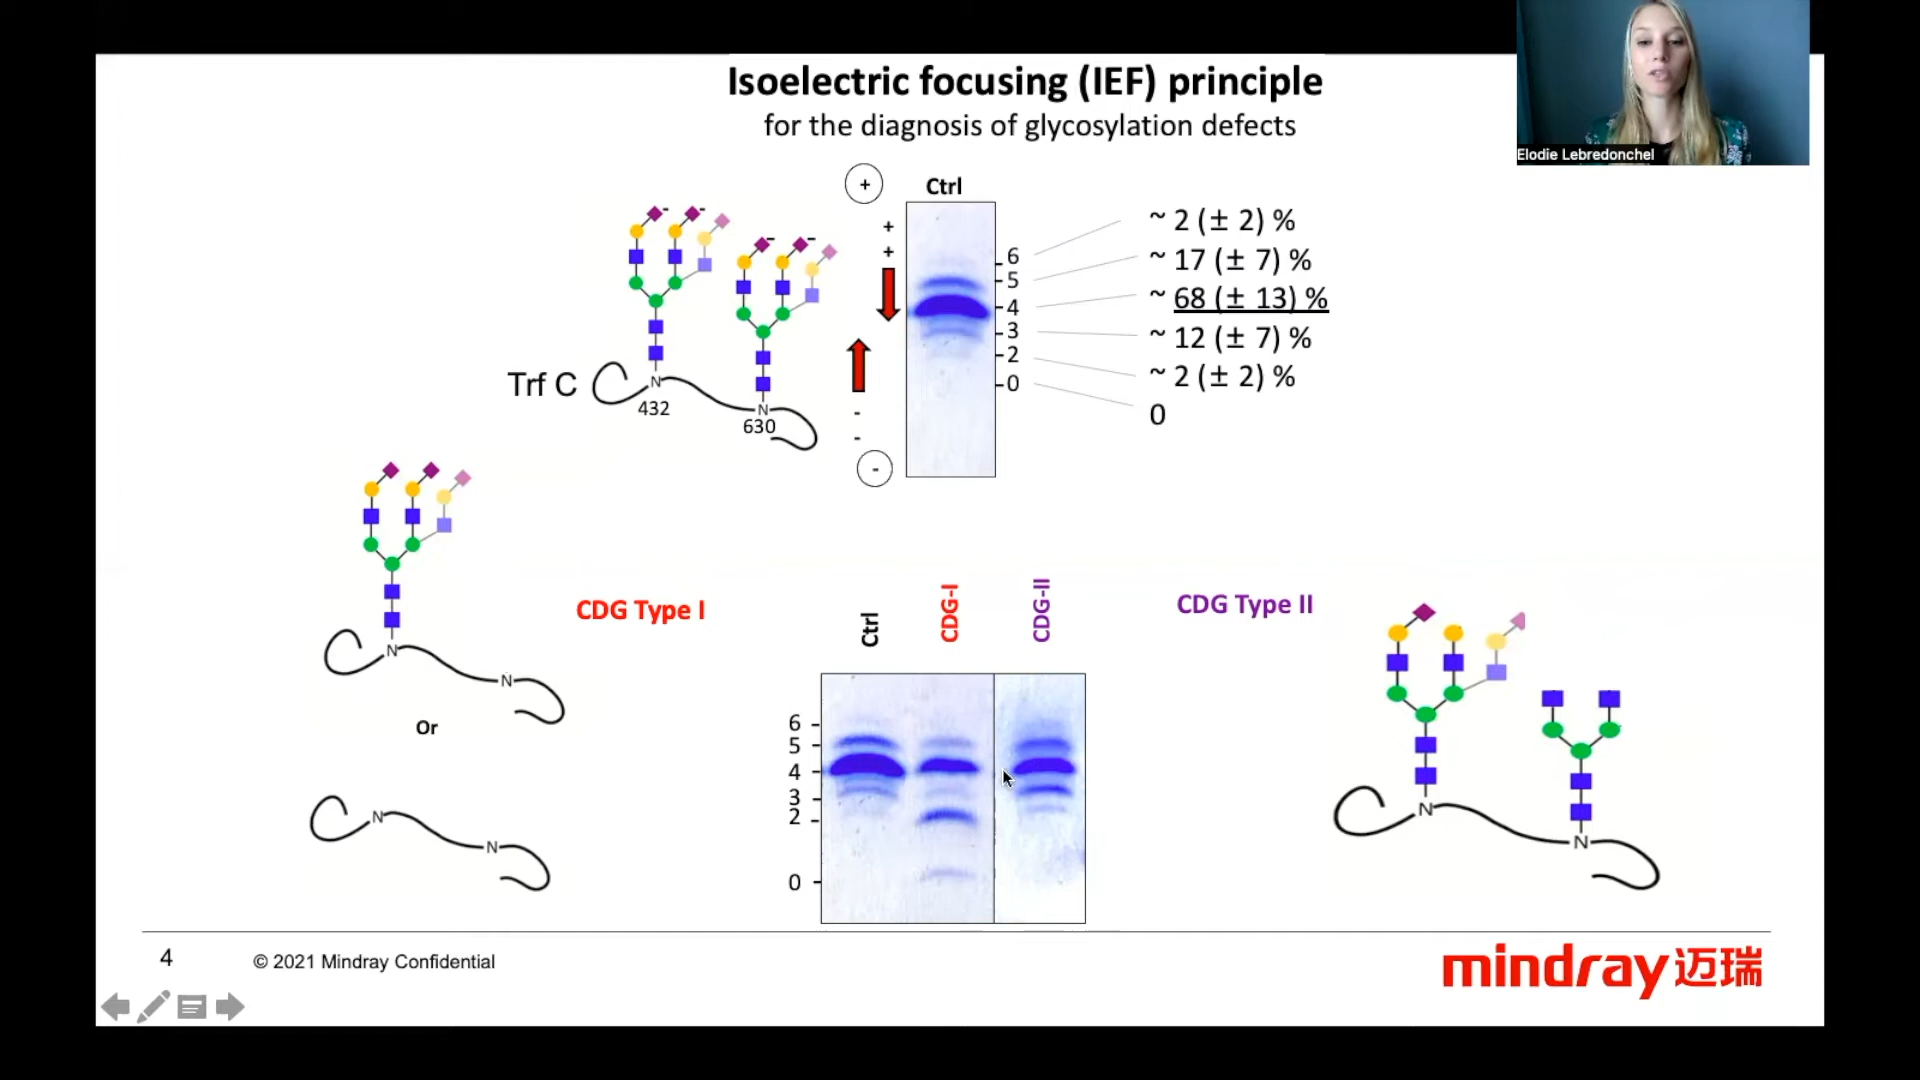 Isoelectric focusing (IEF) principle
for the diagnosis of glycosylation defects
Elodie Lebredonchel
+
Ctrl
+
+
6
5
4
3
2
0
~ 2 (± 2) %
~ 17 (± 7) %
~ 68 (± 13) %
~ 12 (± 7) %
~ 2 (± 2) %
0
- -
- -
Trf C
N
432
N
630
-
-
-
N
N
Or
N
N
CDG Type I
Ctrl
CDG-I
CDG-II
CDG Type II
6
5
4
3
2
0
N
N
4
© 2021 Mindray Confidential
mindray迈瑞